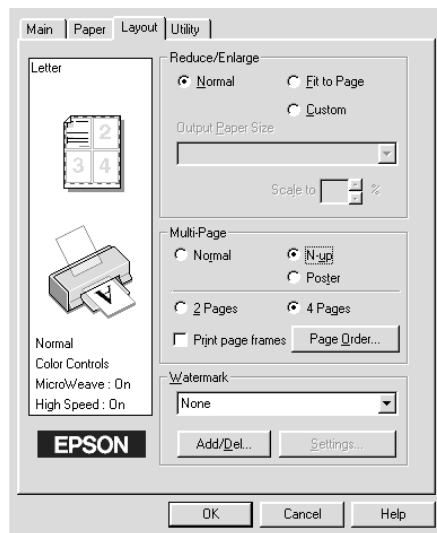 Main Paper Layout Utility
Letter
2
3 4
A
Normal
Color Controls
MicroWeave : On
High Speed : On
EPSON
Reduce/Enlarge
Normal Fit to Page
Custom
Output Paper Size
Scale to %
Multi-Page
Normal N-up
Poster
2 Pages 4 Pages
Print page frames Page Order...
Watermark
None
Add/Del... Settings...
OK Cancel Help